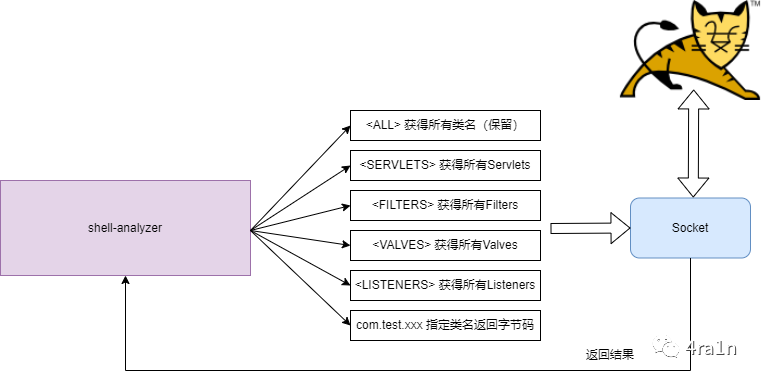 TM
<ALL> 获得所有类名（保留）
<SERVLETS> 获得所有Servlets
<FILTERS> 获得所有Filters
shell-analyzer
Socket
<VALVES> 获得所有Valves
<LISTENERS> 获得所有Listeners
com.test.xxx 指定类名返回字节码
返回结果
4ra1n